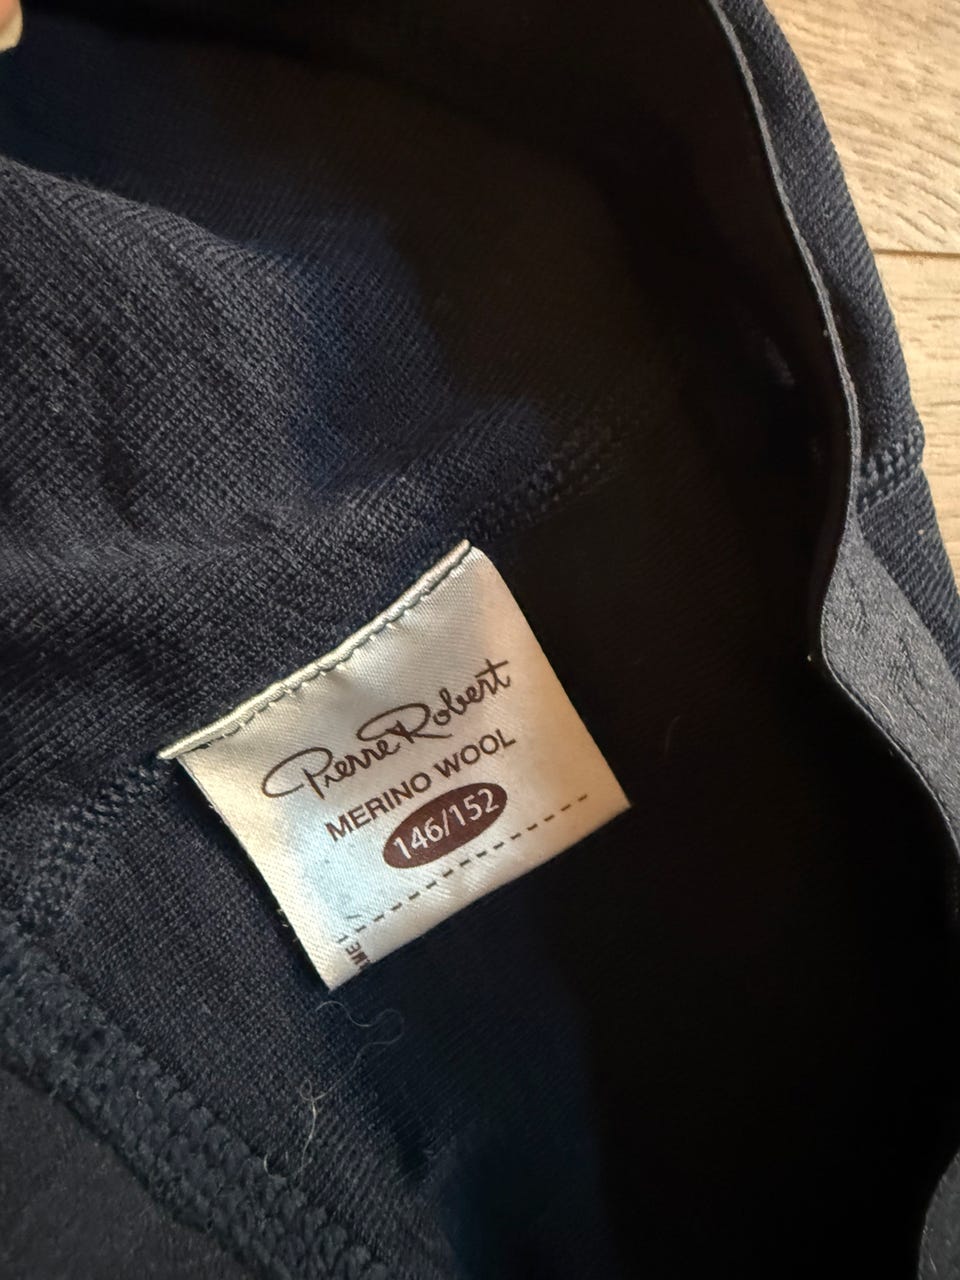 Pierre Robert
MERINO WOOL
146/152